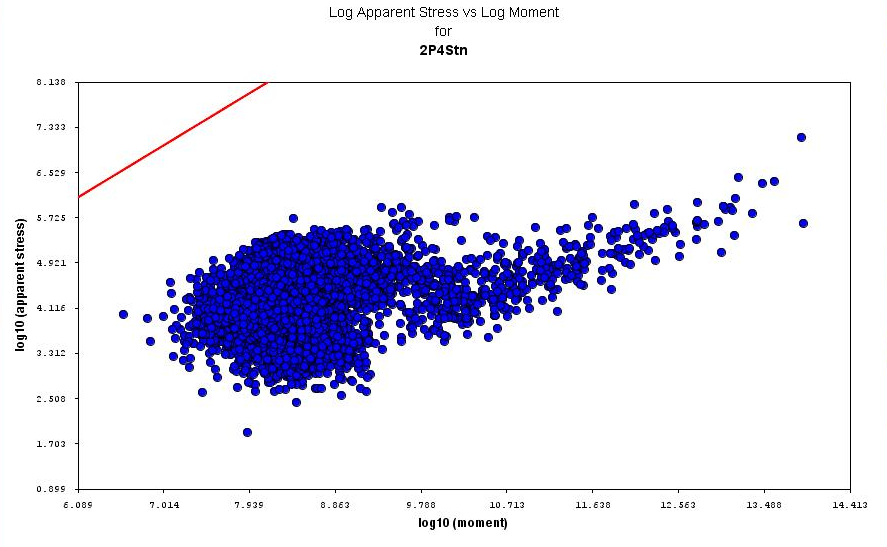 Log Apparent Stress vs Log Moment
for
2P4Stn
8.138
7.333
6.529
5.725
4.921
4.116
3.312
2.508
1.703
0.899
log10 (apparent stress)
6.089 7.014 7.939 8.863 9.788 10.713 11.638 12.563 13.488 14.413
log10 (moment)